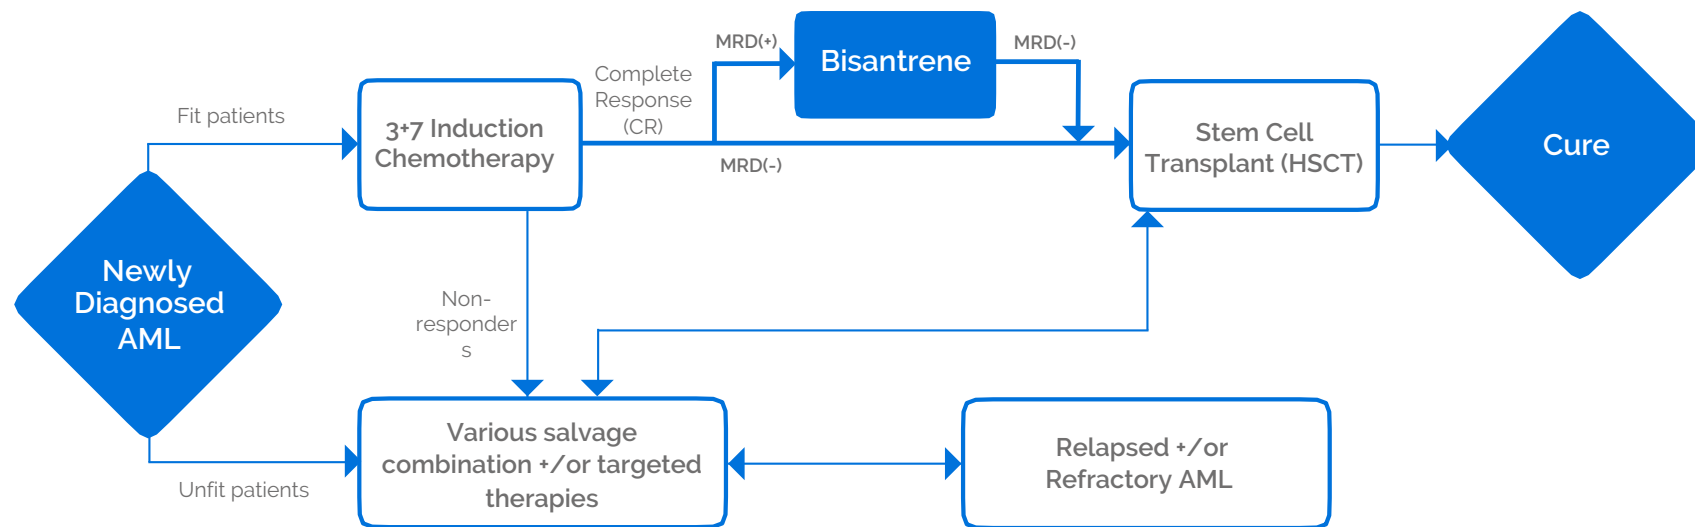 Newly
Diagnosed
AML
Fit patients
3+7 Induction
Chemotherapy
Complete
Response
(CR)
MRD(+)
Bisantrene
MRD(-)
MRD(-)
Stem Cell
Transplant (HSCT)
Cure
Non-
responder
s
Unfit patients
Various salvage
combination +/or targeted
therapies
Relapsed +/or
Refractory AML